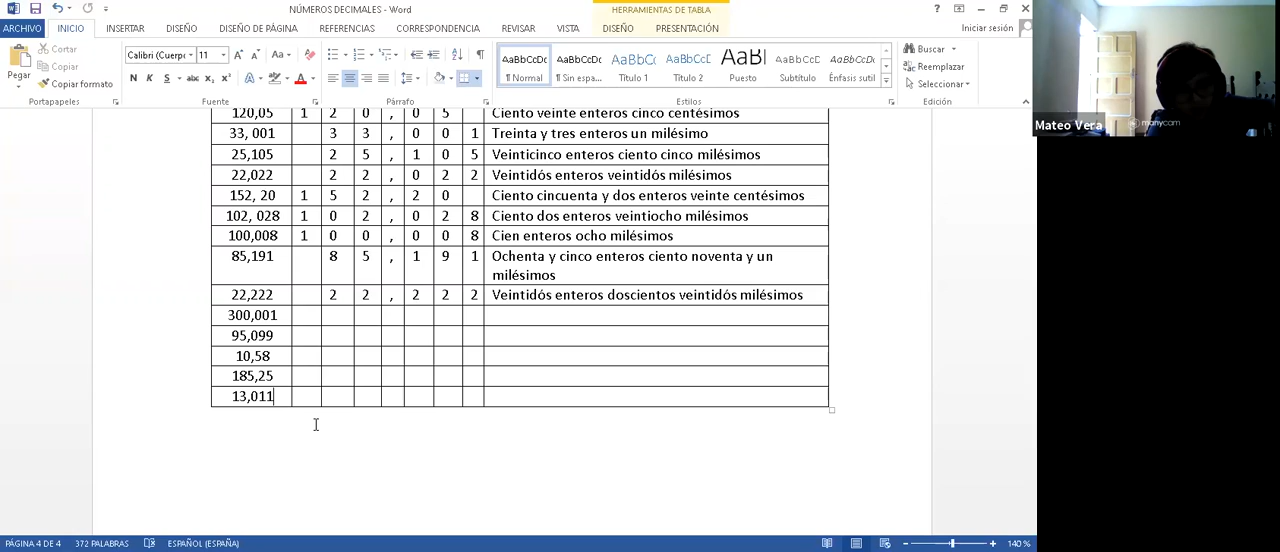 NÚMEROS DECIMALES - Word
HERRAMIENTAS DE TABLA
ARCHIVO INICIO INSERTAR DISEÑO DISEÑO DE PÁGINA REFERENCIAS CORRESPONDENCIA REVISAR VISTA DISEÑO PRESENTACIÓN Iniciar sesión
Pegar
Cortar
Copiar
Copiar formato
Portapapeles
Calibri (Cuerpo 11
Fuente
Párrafo
AaBbCcDc AaBbCcDc AaBbCc AaBbCcD AaBl AaBbCcD AaBbCcDc
¶ Normal ¶ Sin espa... Título 1 Título 2 Puesto Subtítulo Énfasis sutil
Estilos
Buscar
Reemplazar
Seleccionar
Edición
Mateo Vera
manycam
120,05 1 2 0 , 0 5 Ciento veinte enteros cinco centésimos
33, 001 3 3 , 0 0 1 Treinta y tres enteros un milésimo
25,105 2 5 , 1 0 5 Veinticinco enteros ciento cinco milésimos
22,022 2 2 , 0 2 2 Veintidós enteros veintidós milésimos
152, 20 1 5 2 , 2 0 Ciento cincuenta y dos enteros veinte centésimos
102, 028 1 0 2 , 0 2 8 Ciento dos enteros veintiocho milésimos
100,008 1 0 0 , 0 0 8 Cien enteros ocho milésimos
85,191 8 5 , 1 9 1 Ochenta y cinco enteros ciento noventa y un
milésimos
22,222 2 2 , 2 2 2 Veintidós enteros doscientos veintidós milésimos
300,001
95,099
10,58
185,25
13,011
PÁGINA 4 DE 4 372 PALABRAS ESPAÑOL (ESPAÑA) 140 %